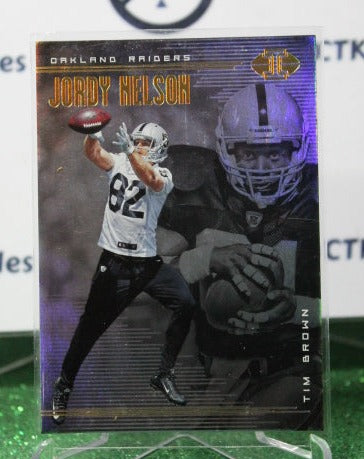 OAKLAND RAIDERS
JORDY NELSON
82
TIM BROWN